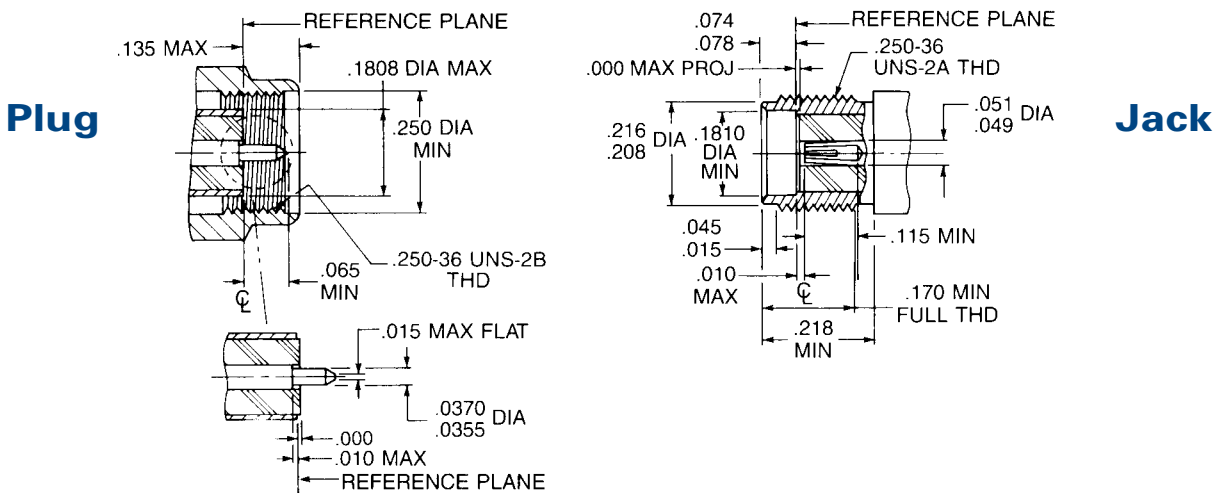 REFERENCE PLANE
.135 MAX
.1808 DIA MAX
Plug
.250 DIA
MIN
.250-36 UNS-2B
THD
.065
MIN
CL
.015 MAX FLAT
.0370
.0355
DIA
.000
.010 MAX
REFERENCE PLANE
.074
.078
REFERENCE PLANE
.250-36
UNS-2A THD
.000 MAX PROJ
.051
.049
DIA
Jack
.216
.208
DIA
.1810
DIA
MIN
.045
.015
.115 MIN
.010
MAX
CL
.170 MIN
FULL THD
.218
MIN